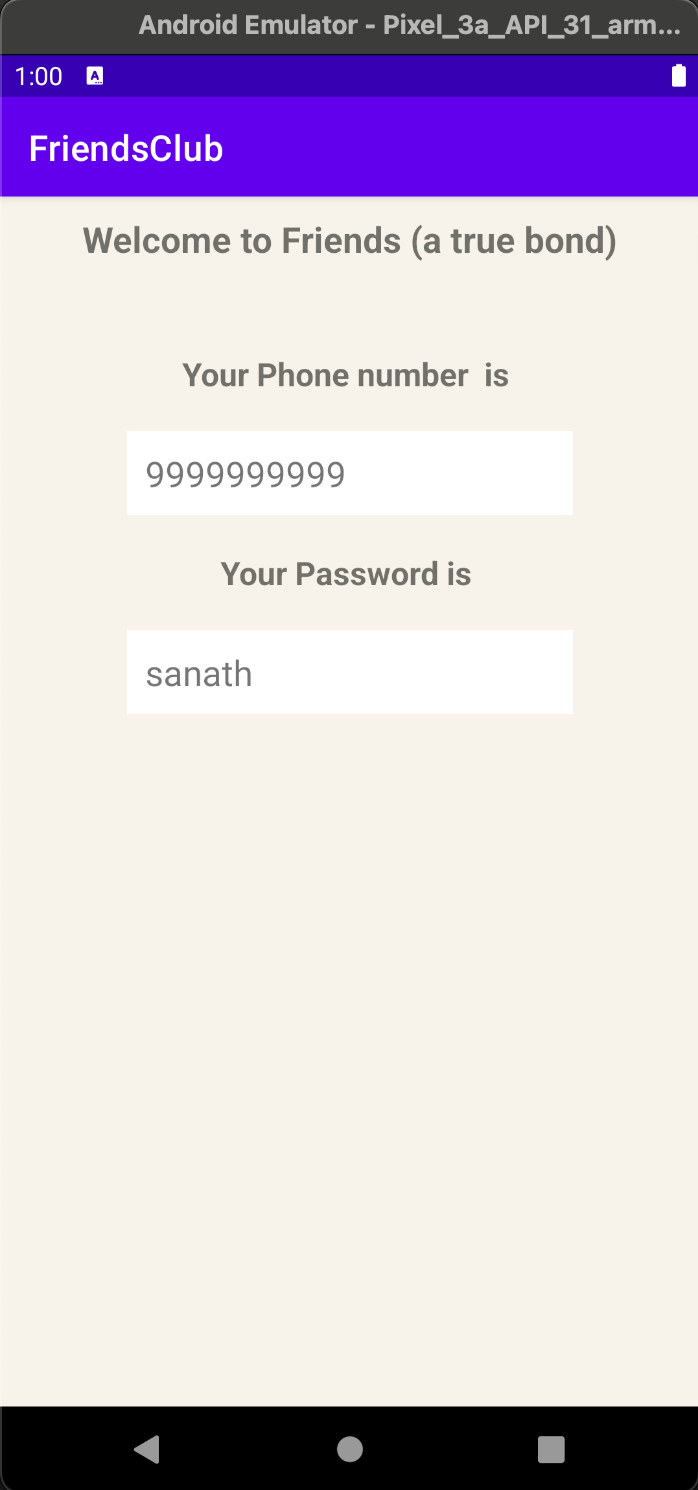 Android Emulator - Pixel_3a_API_31_arm...
1:00 A
FriendsClub
Welcome to Friends (a true bond)
Your Phone number  is
9999999999
Your Password is
sanath